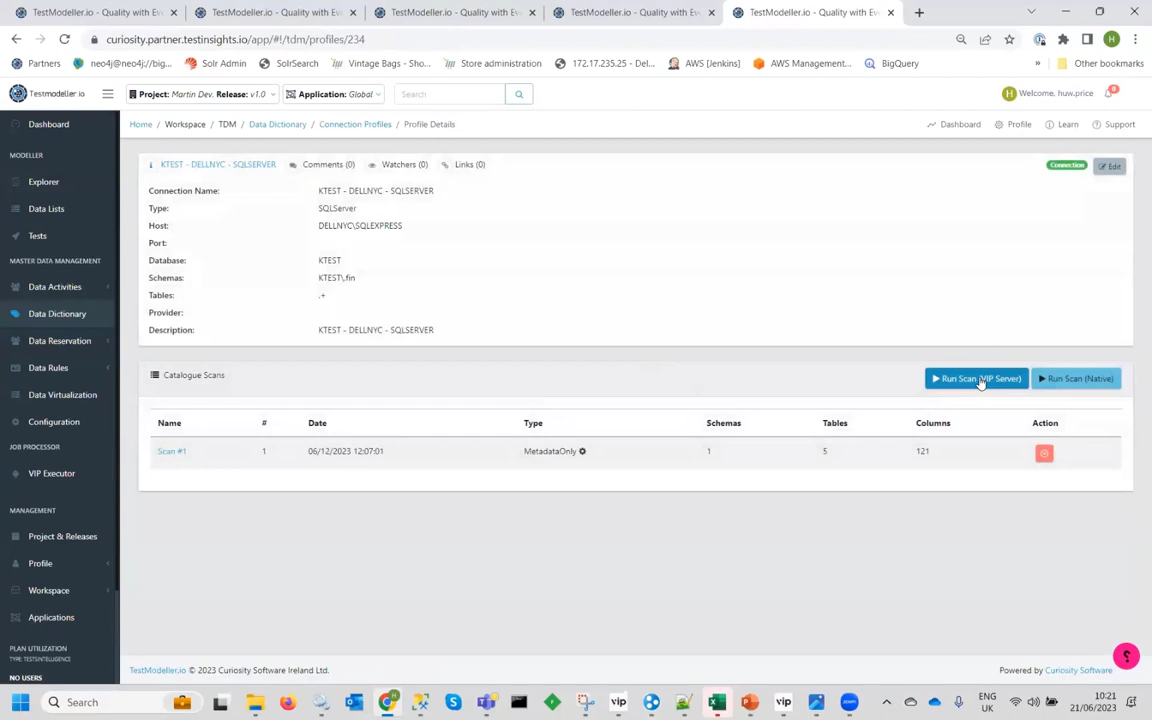 TestModeller.io - Quality with Eve
TestModeller.io - Quality with Eve
TestModeller.io - Quality with Eve
TestModeller.io - Quality with Eve
TestModeller.io - Quality with Eve
curiosity.partner.testinsights.io/app/#!/tdm/profiles/234
Partners
neo4j@neo4j://big...
Solr Admin
SolrSearch
Vintage Bags - Sho...
Store administration
172.17.235.25 - Del...
AWS [Jenkins]
AWS Management...
BigQuery
Other bookmarks
Testmodeller.io
Project: Martin Dev. Release: v1.0
Application: Global
Search
Welcome, huw.price
Home / Workspace / TDM / Data Dictionary / Connection Profiles / Profile Details
Dashboard
Profile
Learn
Support
Dashboard
MODELLER
Explorer
Data Lists
Tests
MASTER DATA MANAGEMENT
Data Activities
Data Dictionary
Data Reservation
Data Rules
Data Virtualization
Configuration
JOB PROCESSOR
VIP Executor
MANAGEMENT
Project & Releases
Profile
Workspace
Applications
PLAN UTILIZATION
TYPE: TESTSINTELLIGENCE
NO USERS
KTEST - DELLNYC - SQLSERVER
Comments (0)
Watchers (0)
Links (0)
Connection
Edit
Connection Name: KTEST - DELLNYC - SQLSERVER
Type: SQLServer
Host: DELLNYC\SQLEXPRESS
Port:
Database: KTEST
Schemas: KTEST\.fin
Tables: .+
Provider:
Description: KTEST - DELLNYC - SQLSERVER
Catalogue Scans
Run Scan (VIP Server)
Run Scan (Native)
Name # Date Type Schemas Tables Columns Action
Scan #1 1 06/12/2023 12:07:01 MetadataOnly 1 5 121
TestModeller.io © 2023 Curiosity Software Ireland Ltd.
Powered by Curiosity Software
Search
vip
vip
zoom
ENG
UK
10:21
21/06/2023